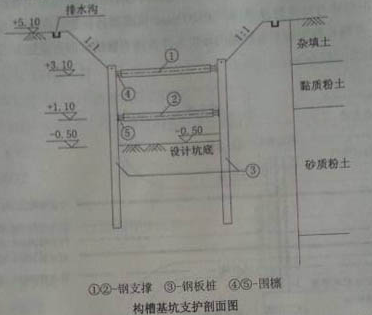 排水沟
+5.10
1:1
1:1
杂填土
①
+3.10
④
黏质粉土
②
+1.10
⑤
-0.50
-0.50
设计坑底
③
砂质粉土
①②-钢支撑 ③-钢板桩 ④⑤-围檩
构槽基坑支护剖面图